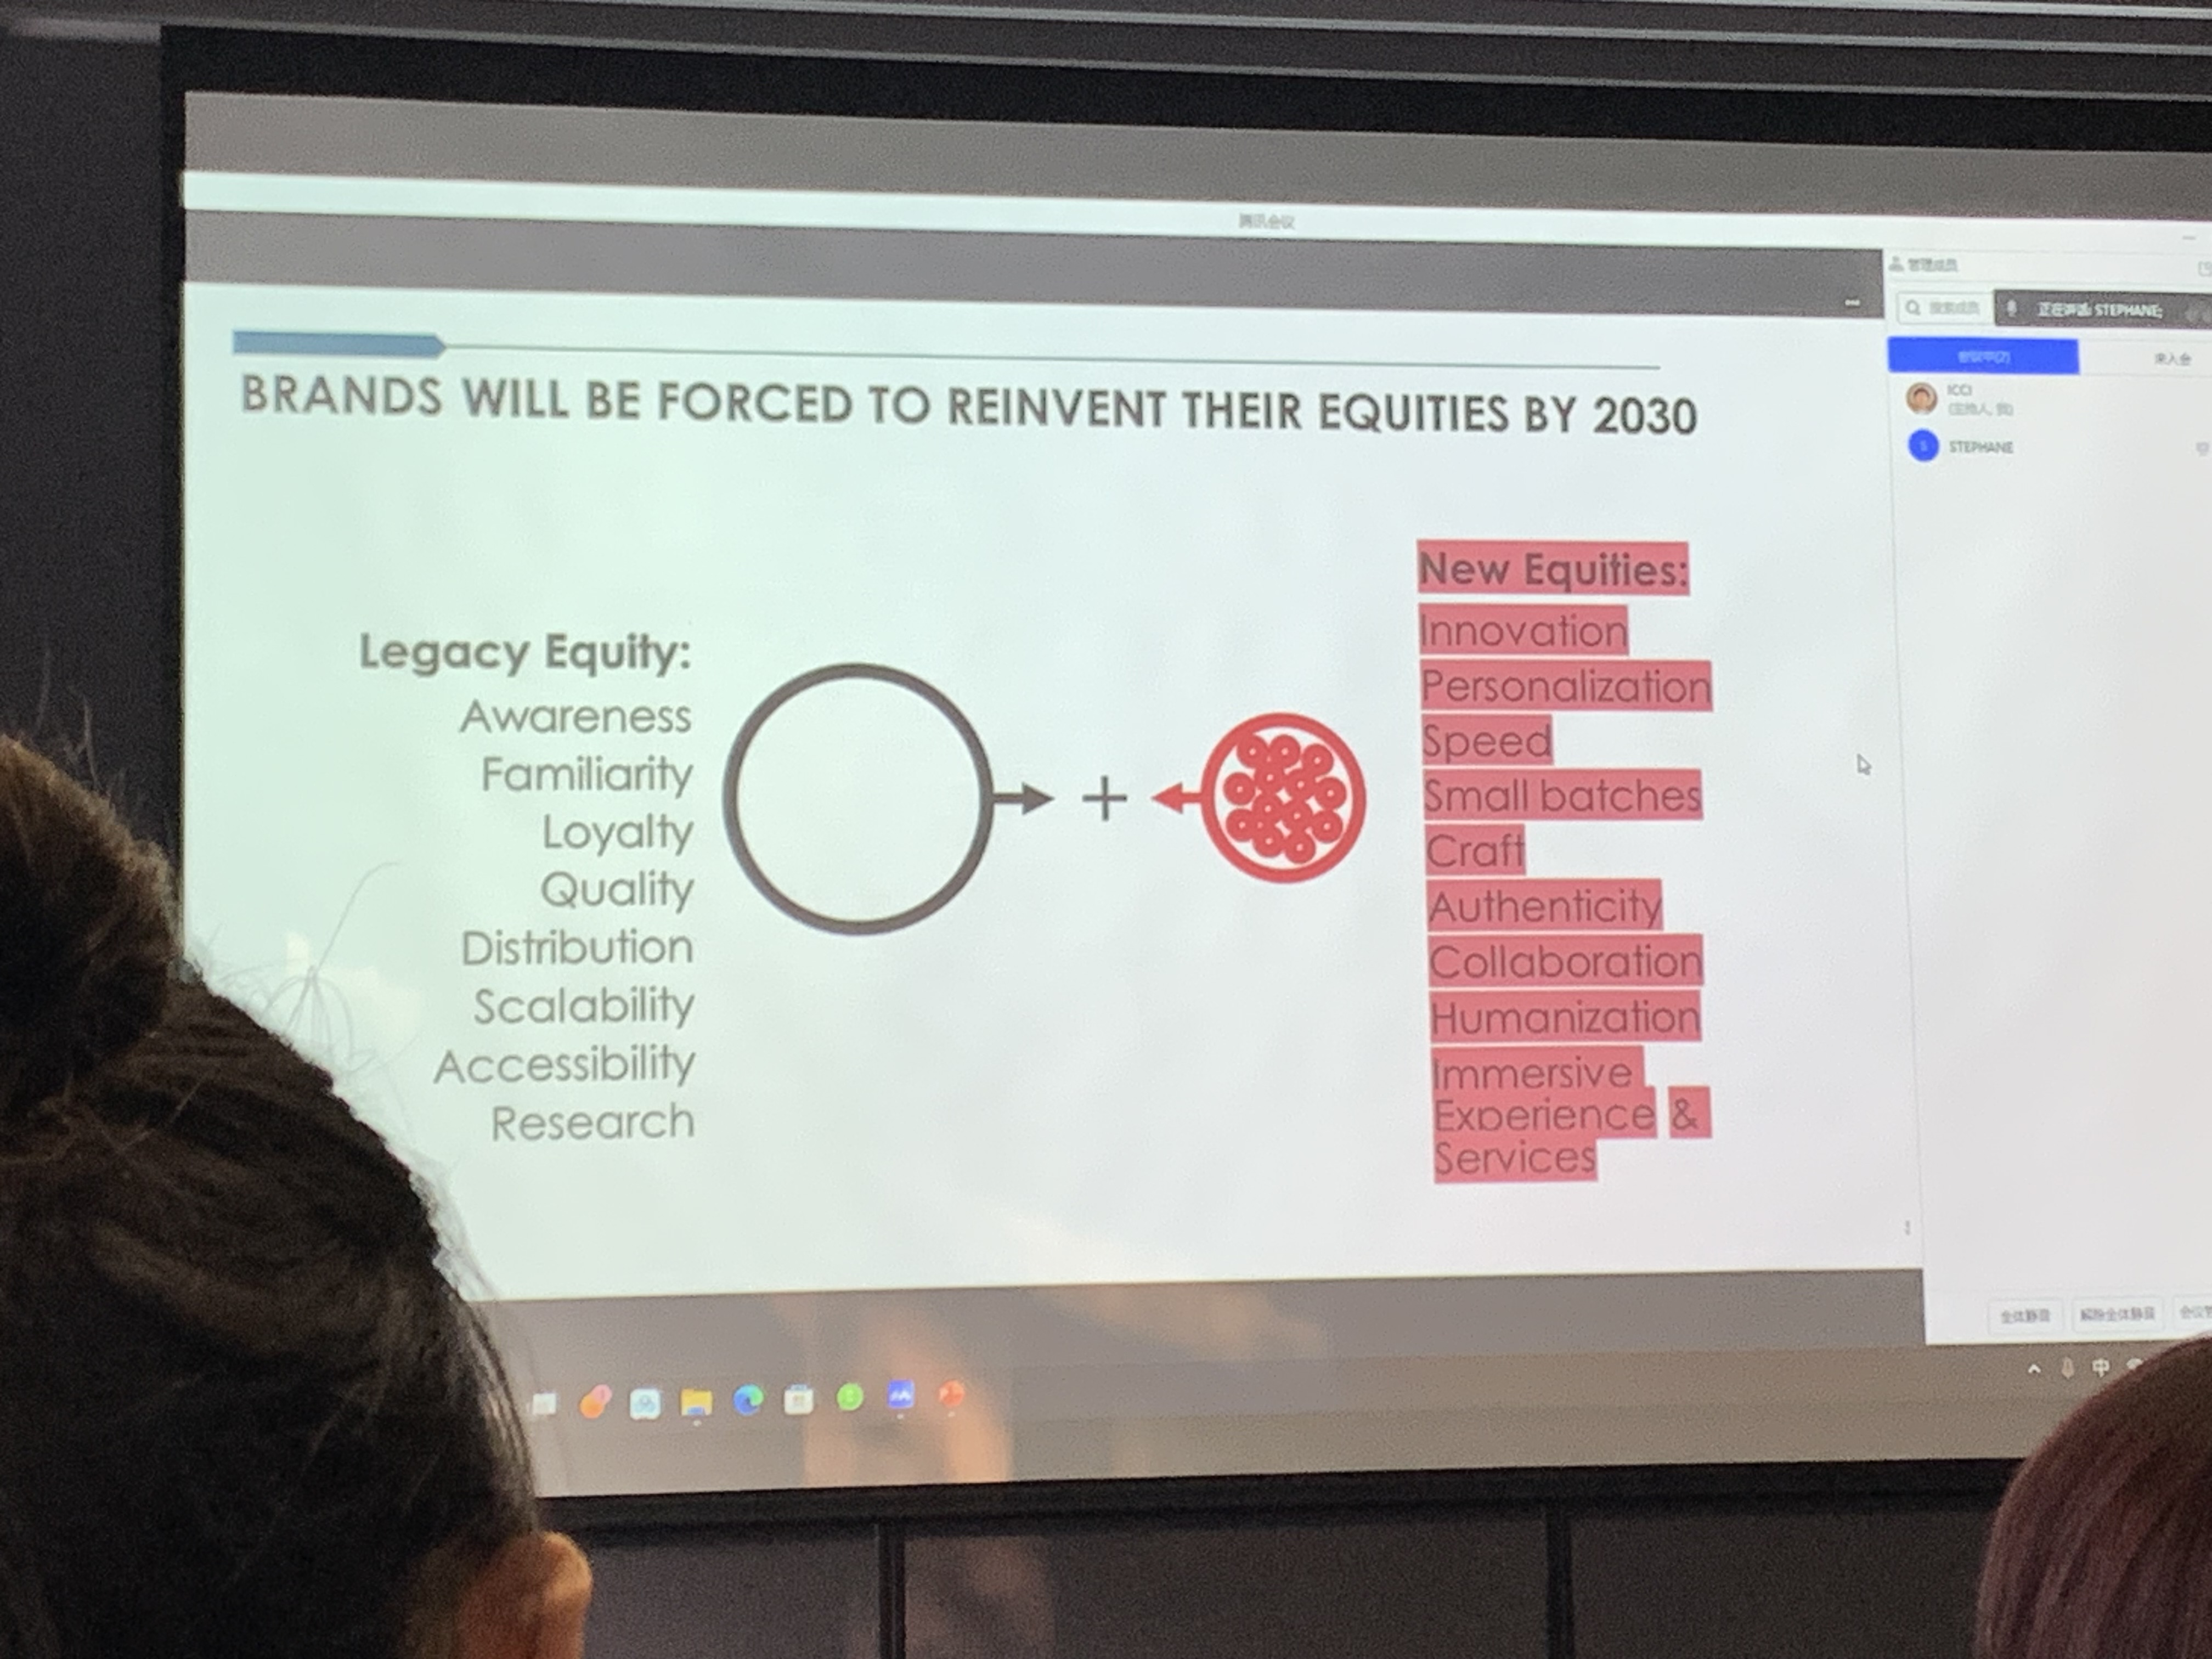 腾讯会议
管理成员
搜索成员
正在讲话: STEPHANE;
会议中(2)
未入会
ICCI
(主持人, 我)
S STEPHANE
BRANDS WILL BE FORCED TO REINVENT THEIR EQUITIES BY 2030
Legacy Equity:
Awareness
Familiarity
Loyalty
Quality
Distribution
Scalability
Accessibility
Research
+
New Equities:
Innovation
Personalization
Speed
Small batches
Craft
Authenticity
Collaboration
Humanization
Immersive
Experience &
Services
全体静音
解除全体静音
中